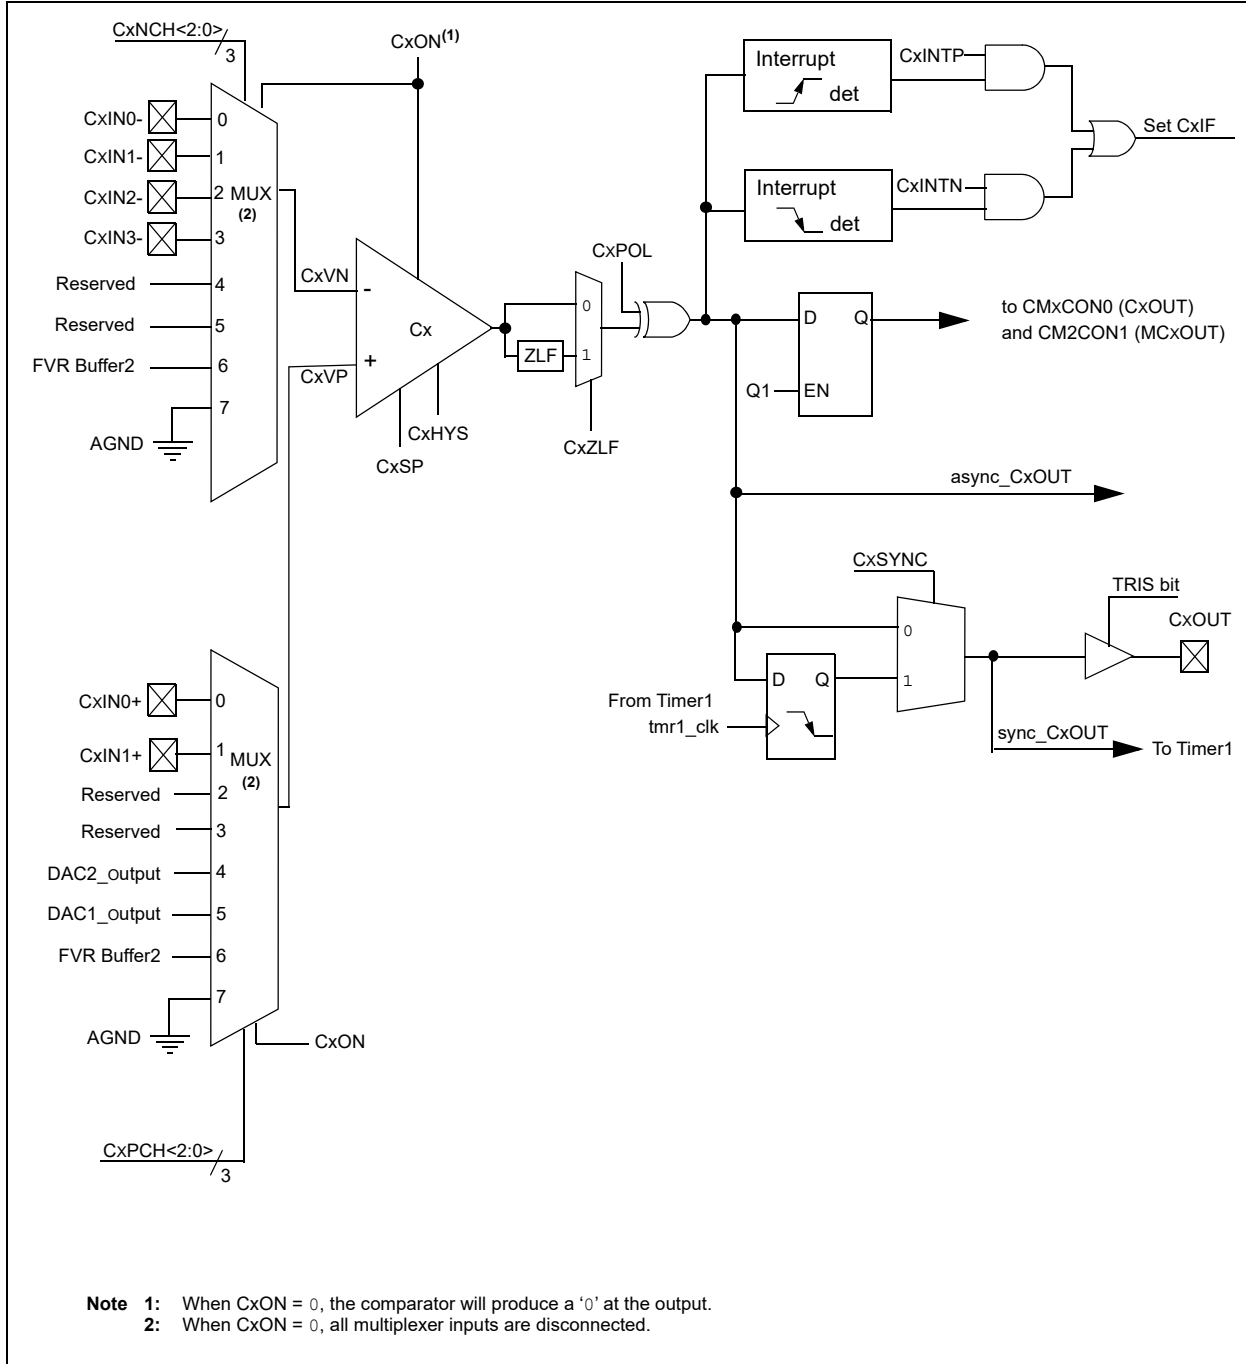 CxNCH<2:0>
3
CxON(1)
CxIN0-
0
CxIN1-
1
CxIN2-
2
MUX
(2)
CxIN3-
3
Reserved
4
Reserved
5
FVR Buffer2
6
7
AGND
CxVN
-
Cx
+
CxVP
CxHYS
CxSP
0
ZLF
1
CxZLF
CxPOL
Interrupt
det
CxINTP
Set CxIF
Interrupt
det
CxINTN
D
Q
Q1
EN
to CMxCON0 (CxOUT)
and CM2CON1 (MCxOUT)
async_CxOUT
CxSYNC
0
1
TRIS bit
CxOUT
D
Q
From Timer1
tmr1_clk
sync_CxOUT
To Timer1
CxIN0+
0
CxIN1+
1
MUX
(2)
Reserved
2
Reserved
3
DAC2_output
4
DAC1_output
5
FVR Buffer2
6
7
AGND
CxON
CxPCH<2:0>
3
Note 1: When CxON = 0, the comparator will produce a ‘0’ at the output.
2: When CxON = 0, all multiplexer inputs are disconnected.